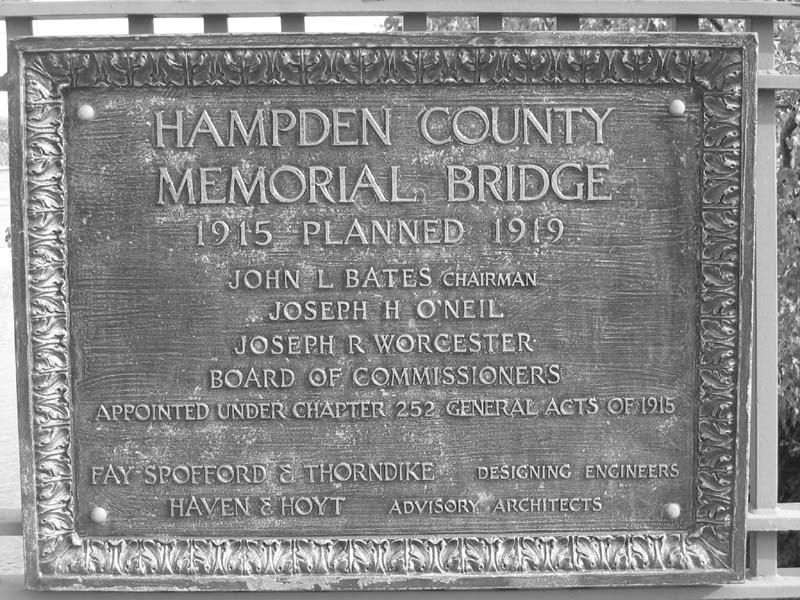 HAMPDEN COUNTY
MEMORIAL BRIDGE
1915 PLANNED 1919
JOHN L BATES CHAIRMAN
JOSEPH H O'NEIL
JOSEPH R WORCESTER
BOARD OF COMMISSIONERS
APPOINTED UNDER CHAPTER 252 GENERAL ACTS OF 1915
FAY SPOFFORD & THORNDIKE DESIGNING ENGINEERS
HAVEN & HOYT ADVISORY ARCHITECTS